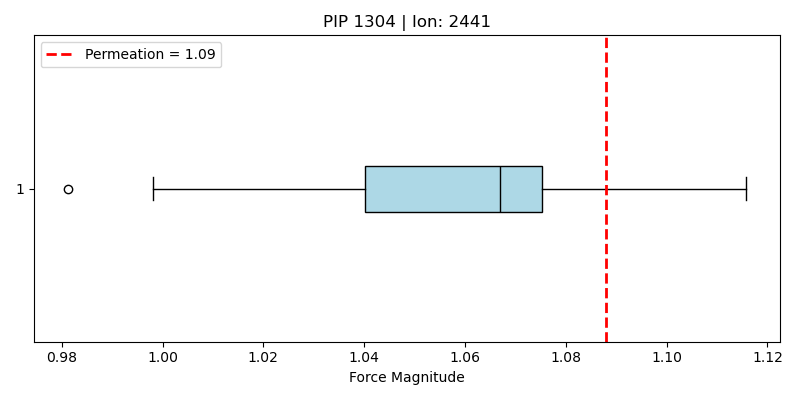 PIP 1304 | Ion: 2441
Permeation = 1.09
1
0.98 1.00 1.02 1.04 1.06 1.08 1.10 1.12
Force Magnitude